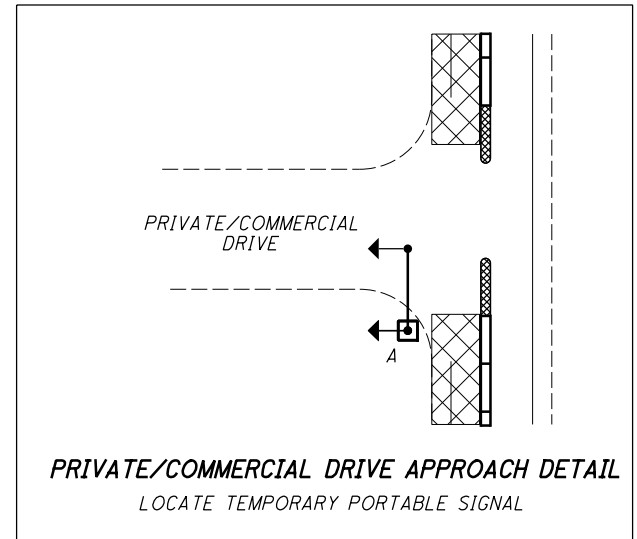 PRIVATE/COMMERCIAL
DRIVE
A
PRIVATE/COMMERCIAL DRIVE APPROACH DETAIL
LOCATE TEMPORARY PORTABLE SIGNAL